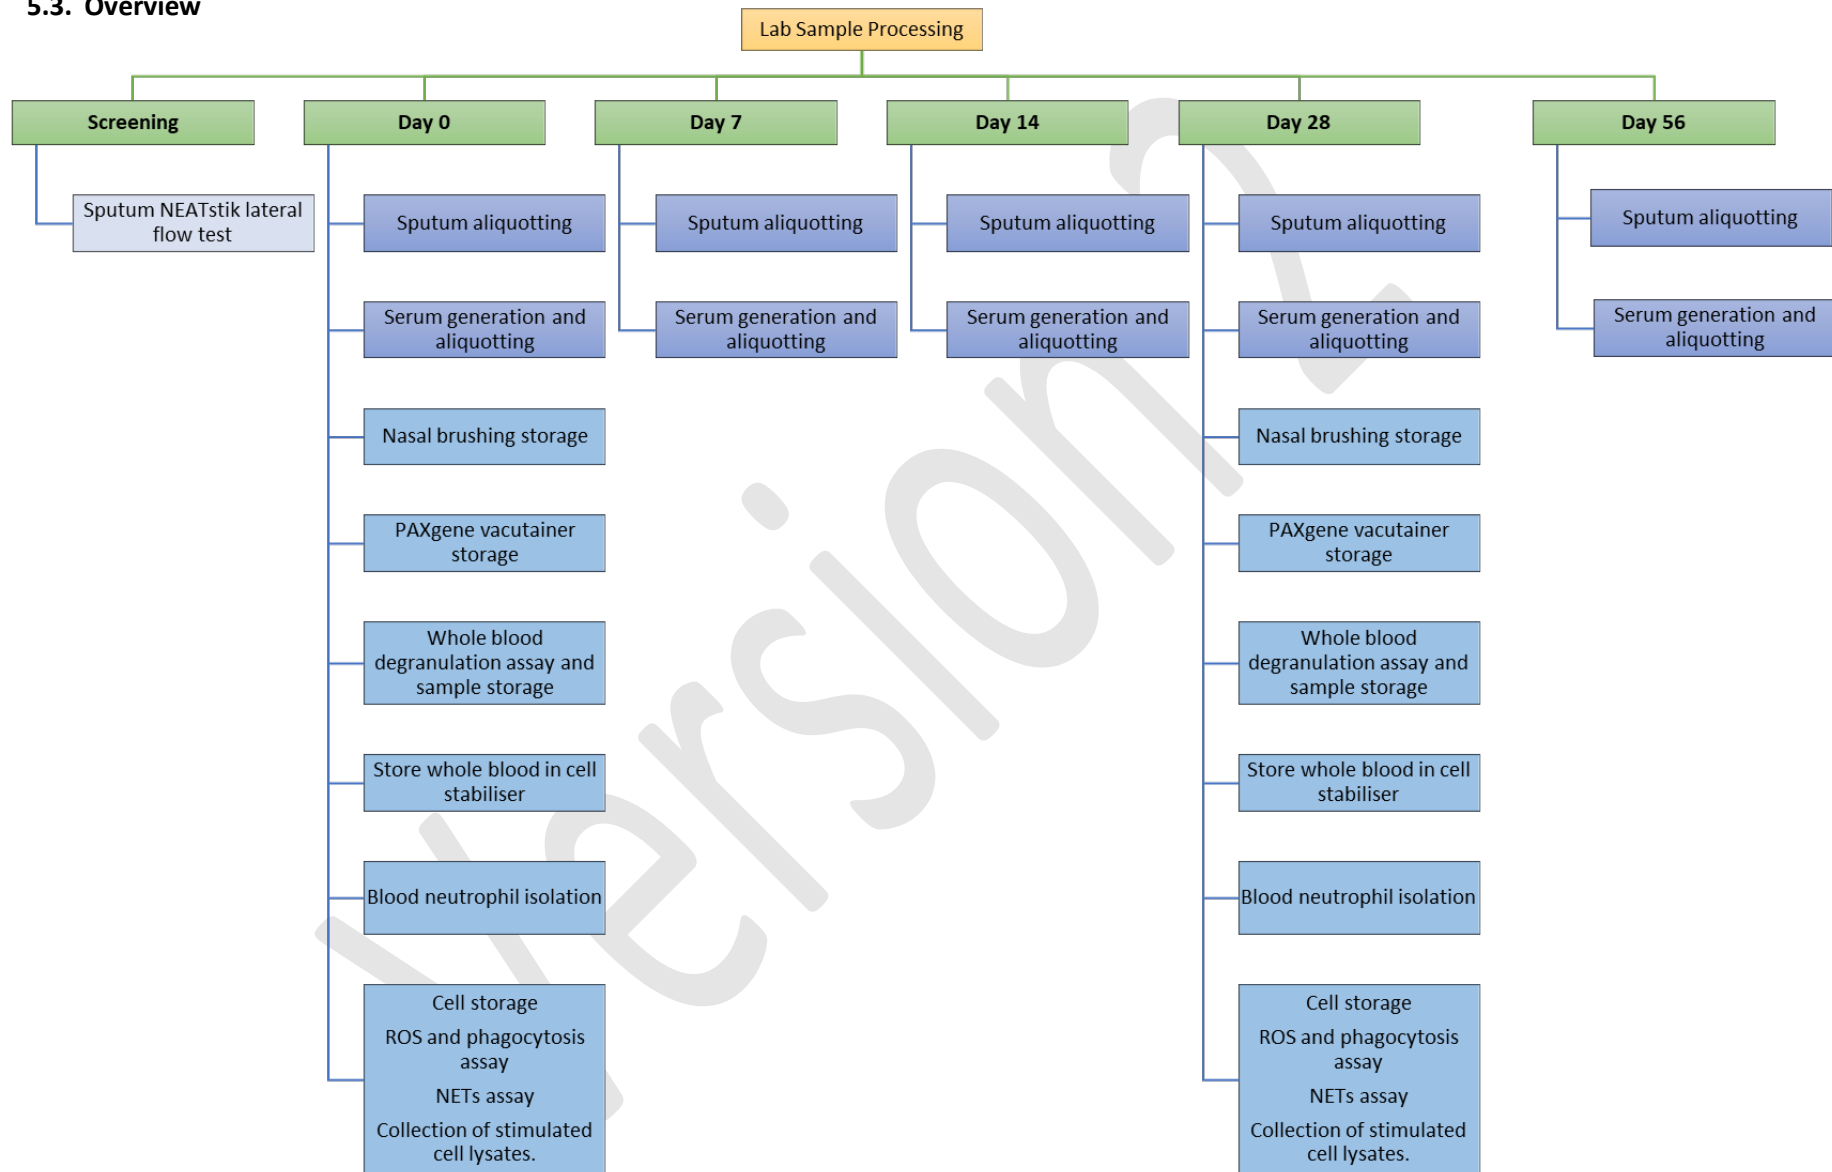 5.3. Overview
Lab Sample Processing
Screening
Day 0
Day 7
Day 14
Day 28
Day 56
Sputum NEATstik lateral
flow test
Sputum aliquotting
Serum generation and
aliquotting
Nasal brushing storage
PAXgene vacutainer
storage
Whole blood
degranulation assay and
sample storage
Store whole blood in cell
stabiliser
Blood neutrophil isolation
Cell storage
ROS and phagocytosis
assay
NETs assay
Collection of stimulated
cell lysates.
Sputum aliquotting
Serum generation and
aliquotting
Sputum aliquotting
Serum generation and
aliquotting
Sputum aliquotting
Serum generation and
aliquotting
Nasal brushing storage
PAXgene vacutainer
storage
Whole blood
degranulation assay and
sample storage
Store whole blood in cell
stabiliser
Blood neutrophil isolation
Cell storage
ROS and phagocytosis
assay
NETs assay
Collection of stimulated
cell lysates.
Sputum aliquotting
Serum generation and
aliquotting
Version 2